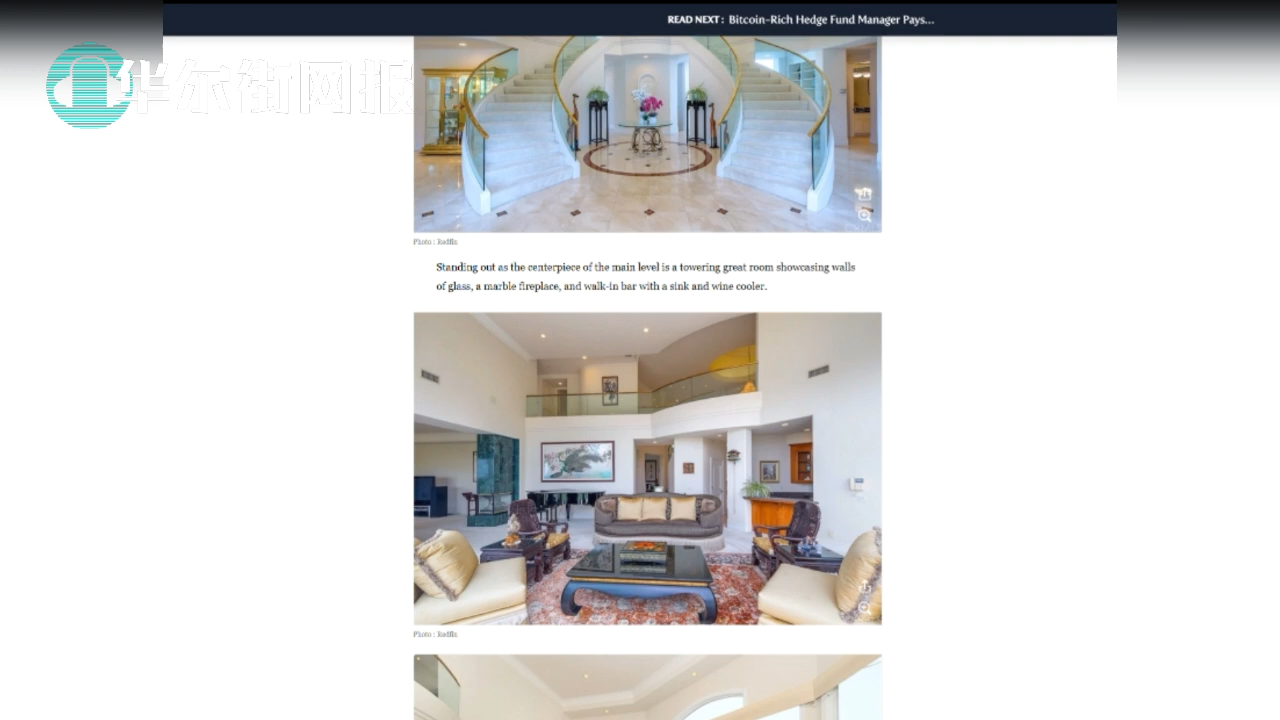 READ NEXT : Bitcoin-Rich Hedge Fund Manager Pays...
华尔街网报
Photo : Redfin
Standing out as the centerpiece of the main level is a towering great room showcasing walls
of glass, a marble fireplace, and walk-in bar with a sink and wine cooler.
Photo : Redfin